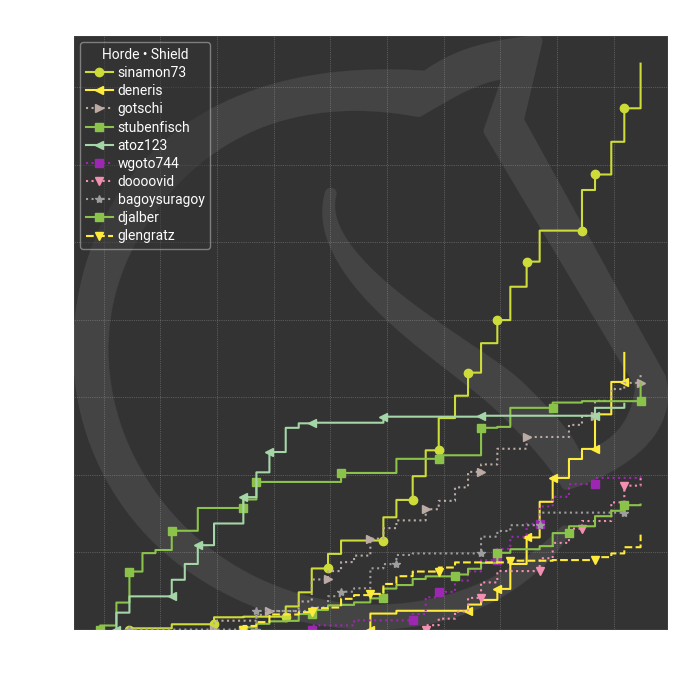 Horde • Shield
sinamon73
deneris
gotschi
stubenfisch
atoz123
wgoto744
doooovid
bagoysuragoy
djalber
glengratz